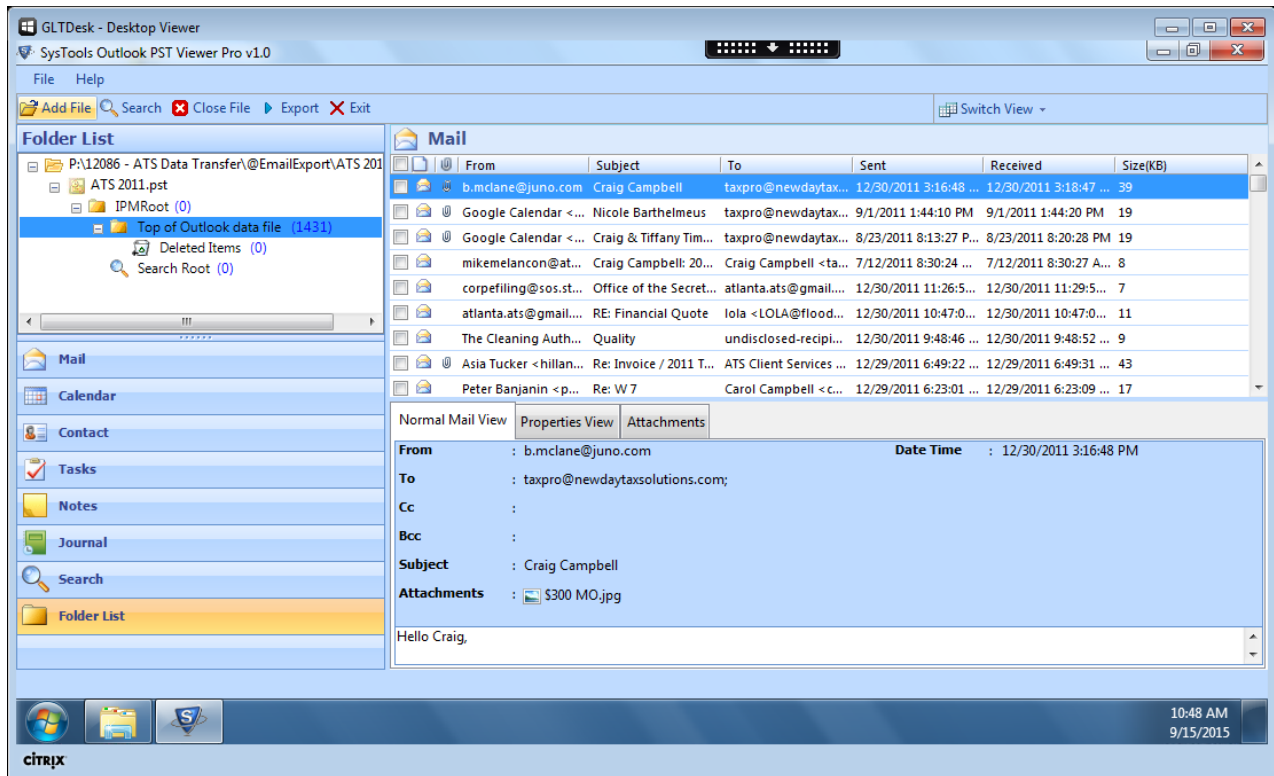 GLTDesk - Desktop Viewer
SysTools Outlook PST Viewer Pro v1.0
File Help
Add File Search Close File Export Exit Switch View
Folder List
P:\12086 - ATS Data Transfer\@EmailExport\ATS 201
ATS 2011.pst
IPMRoot (0)
Top of Outlook data file (1431)
Deleted Items (0)
Search Root (0)
Mail
Calendar
Contact
Tasks
Notes
Journal
Search
Folder List
Mail
From Subject To Sent Received Size(KB)
b.mclane@juno.com Craig Campbell taxpro@newdaytax... 12/30/2011 3:16:48 ... 12/30/2011 3:18:47 ... 39
Google Calendar <... Nicole Barthelmeus taxpro@newdaytax... 9/1/2011 1:44:10 PM 9/1/2011 1:44:20 PM 19
Google Calendar <... Craig & Tiffany Tim... taxpro@newdaytax... 8/23/2011 8:13:27 P... 8/23/2011 8:20:28 PM 19
mikemelancon@at... Craig Campbell: 20... Craig Campbell <ta... 7/12/2011 8:30:24 ... 7/12/2011 8:30:27 A... 8
corpefiling@sos.st... Office of the Secret... atlanta.ats@gmail.... 12/30/2011 11:26:5... 12/30/2011 11:29:5... 7
atlanta.ats@gmail.... RE: Financial Quote lola <LOLA@flood... 12/30/2011 10:47:0... 12/30/2011 10:47:0... 11
The Cleaning Auth... Quality undisclosed-recipi... 12/30/2011 9:48:46 ... 12/30/2011 9:48:52 ... 9
Asia Tucker <hillan... Re: Invoice / 2011 T... ATS Client Services ... 12/29/2011 6:49:22 ... 12/29/2011 6:49:31 ... 43
Peter Banjanin <p... Re: W 7 Carol Campbell <c... 12/29/2011 6:23:01 ... 12/29/2011 6:23:09 ... 17
Normal Mail View Properties View Attachments
From : b.mclane@juno.com Date Time : 12/30/2011 3:16:48 PM
To : taxpro@newdaytaxsolutions.com;
Cc :
Bcc :
Subject : Craig Campbell
Attachments : $300 MO.jpg
Hello Craig,
10:48 AM
9/15/2015
CİTRIX